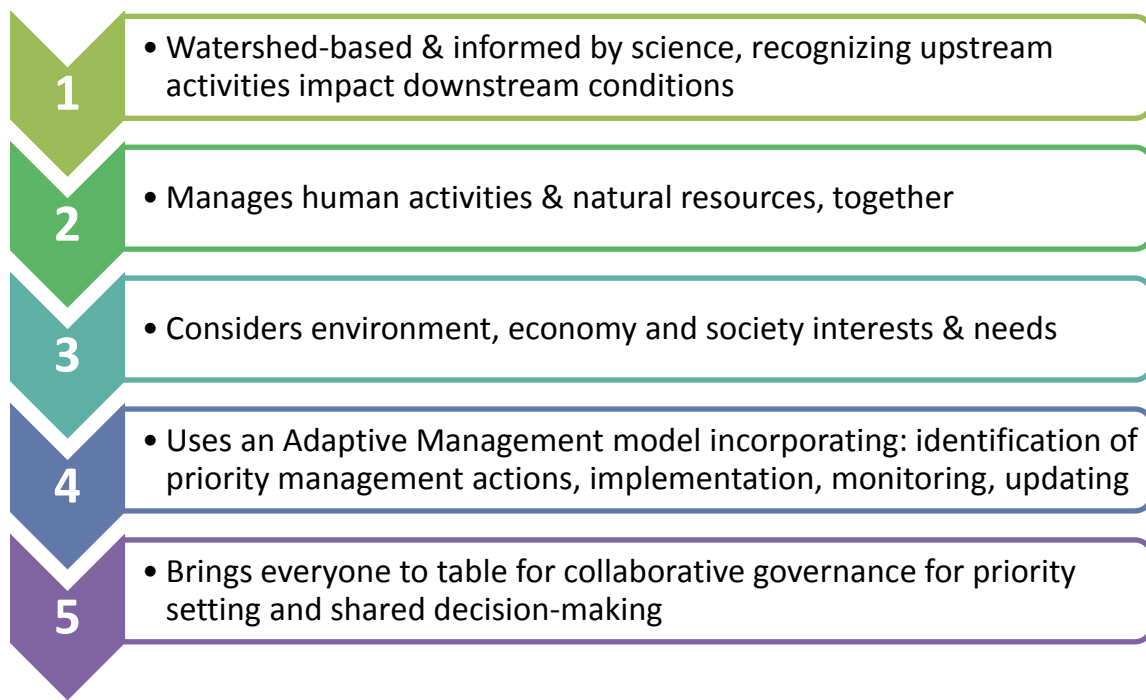 1
• Watershed-based & informed by science, recognizing upstream
activities impact downstream conditions
2
• Manages human activities & natural resources, together
3
• Considers environment, economy and society interests & needs
4
• Uses an Adaptive Management model incorporating: identification of
priority management actions, implementation, monitoring, updating
5
• Brings everyone to table for collaborative governance for priority
setting and shared decision-making